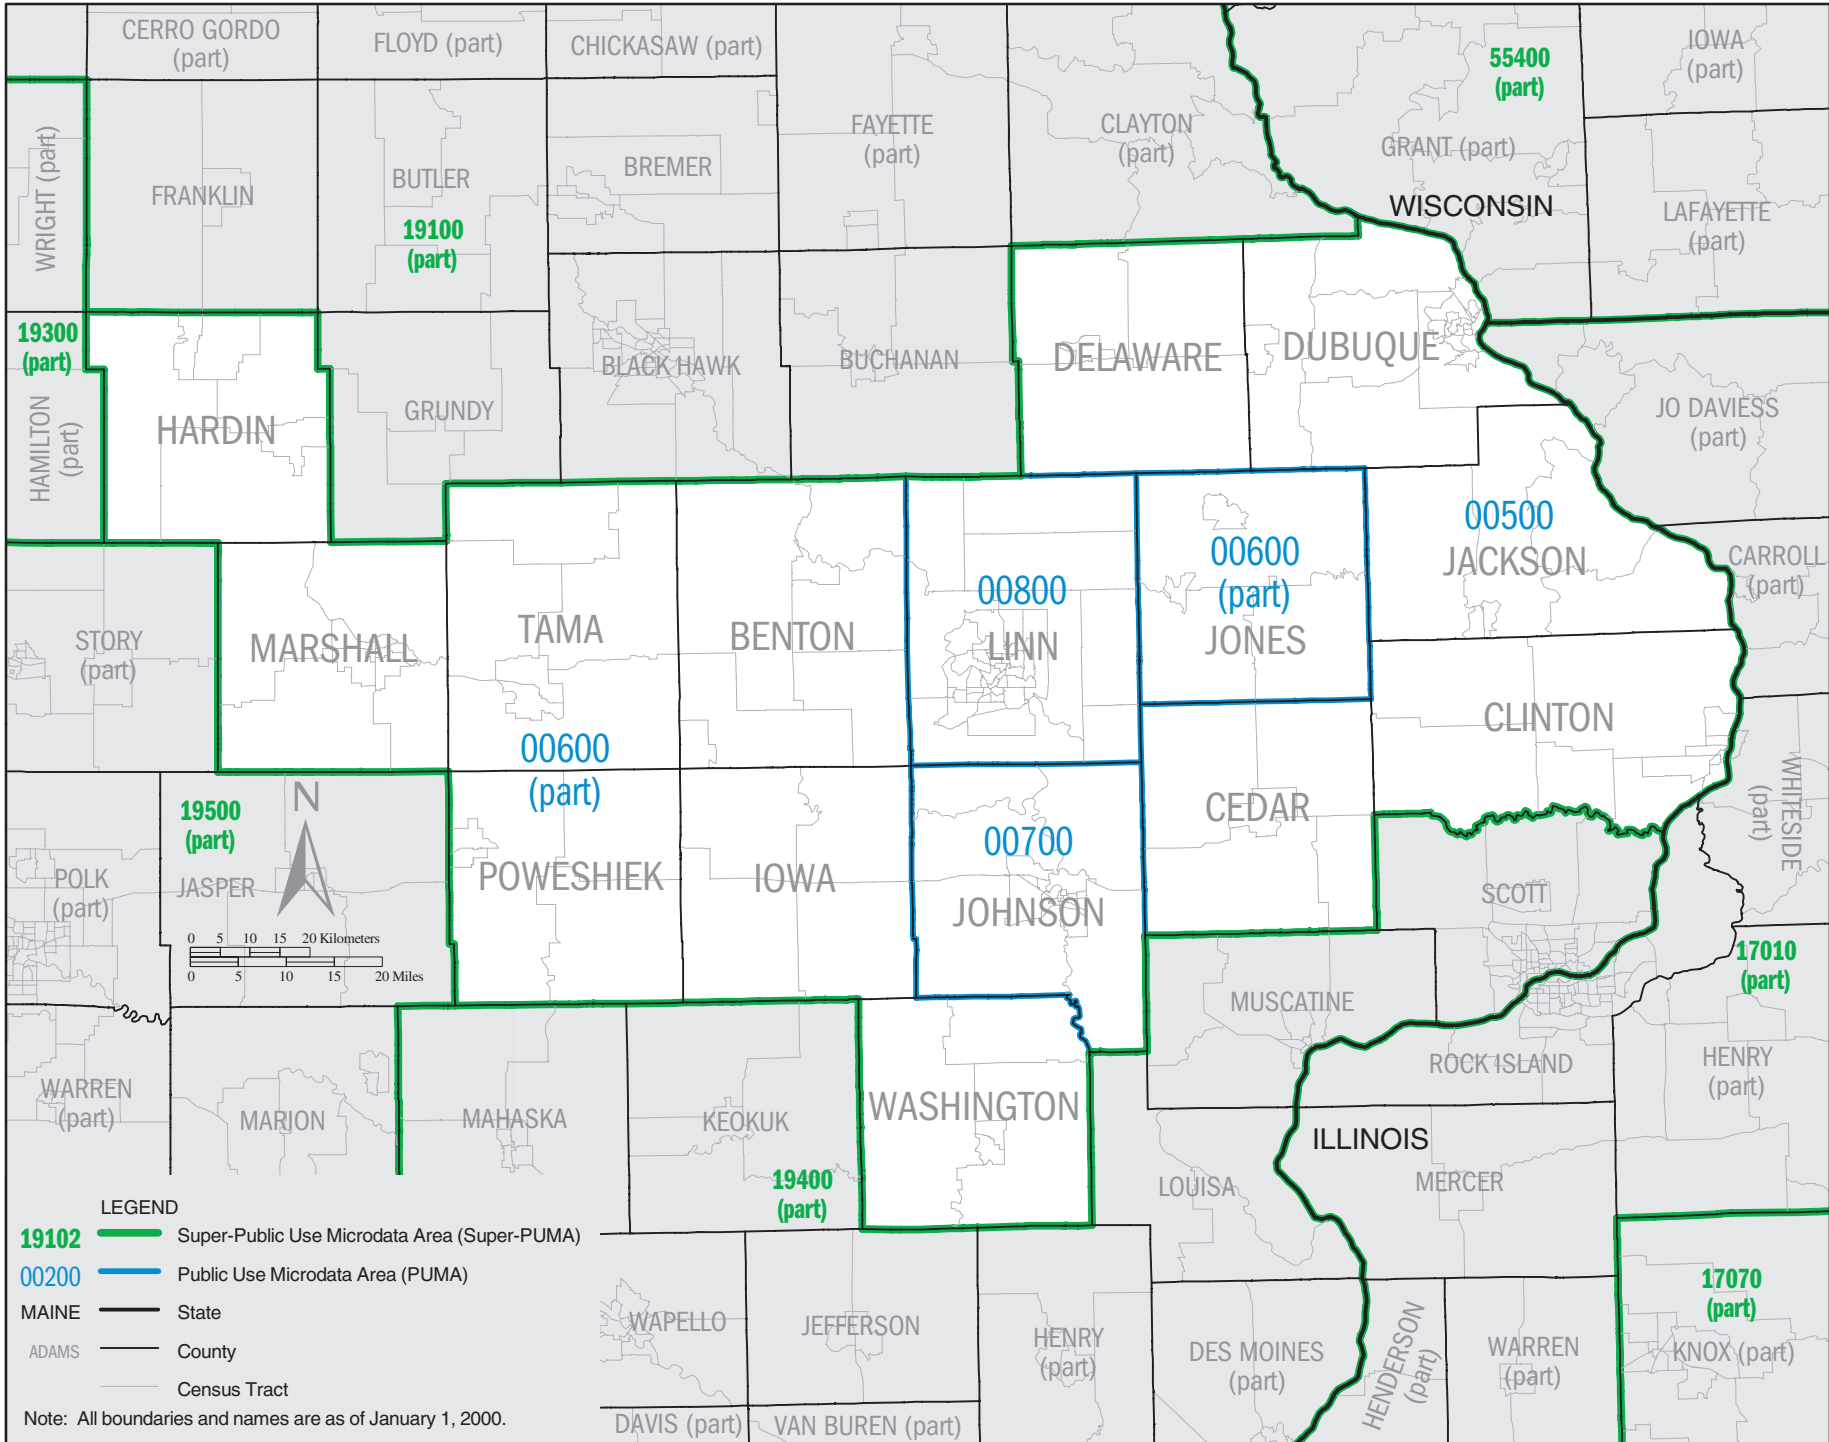 CERRO GORDO
(part)
FLOYD (part)
CHICKASAW (part)
FAYETTE
(part)
CLAYTON
(part)
55400
(part)
IOWA
(part)
GRANT (part)
WISCONSIN
LAFAYETTE
(part)
WRIGHT (part)
FRANKLIN
BUTLER
19100
(part)
BREMER
19300
(part)
HAMILTON
(part)
HARDIN
GRUNDY
BLACK HAWK
BUCHANAN
DELAWARE
DUBUQUE
JO DAVIESS
(part)
STORY
(part)
MARSHALL
TAMA
BENTON
00800
LINN
00600
(part)
JONES
00500
JACKSON
CARROLL
(part)
CLINTON
00600
(part)
WHITESIDE
(part)
POLK
(part)
19500
(part)
JASPER
N
0 5 10 15 20 Kilometers
0 5 10 15 20 Miles
POWESHIEK
IOWA
00700
JOHNSON
CEDAR
SCOTT
17010
(part)
MUSCATINE
ROCK ISLAND
HENRY
(part)
WARREN
(part)
MARION
MAHASKA
KEOKUK
WASHINGTON
19400
(part)
LOUISA
ILLINOIS
MERCER
17070
(part)
KNOX (part)
WAPELLO
JEFFERSON
HENRY
(part)
DES MOINES
(part)
HENDERSON
(part)
WARREN
(part)
DAVIS (part)
VAN BUREN (part)
LEGEND
19102 Super-Public Use Microdata Area (Super-PUMA)
00200 Public Use Microdata Area (PUMA)
MAINE State
ADAMS County
Census Tract
Note: All boundaries and names are as of January 1, 2000.